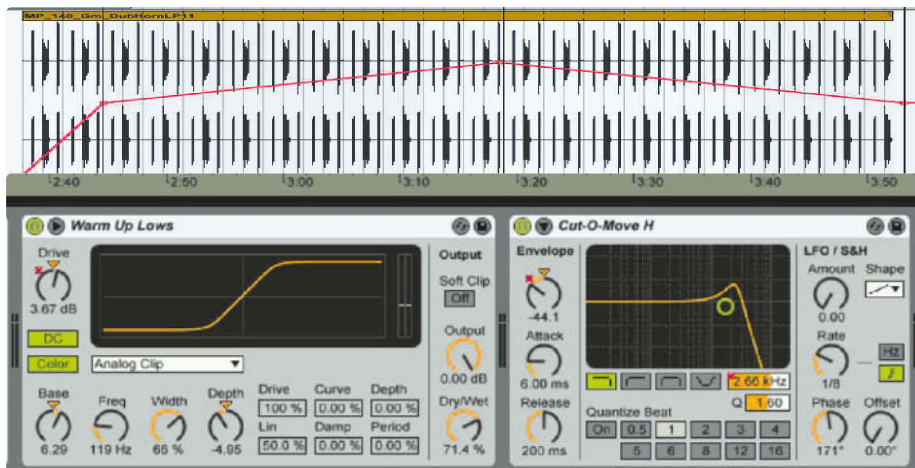 MP_140_Gm_DubHornLP11
2:40 2:50 3:00 3:10 3:20 3:30 3:40 3:50
Warm Up Lows
Drive
3.67 dB
DC
Color
Analog Clip
Base
6.29
Freq
119 Hz
Width
66 %
Depth
-4.95
Drive Curve Depth
100 % 0.00 % 0.00 %
Lin Damp Period
50.0 % 0.00 % 0.00 %
Output
Soft Clip
Off
Output
0.00 dB
Dry/Wet
71.4 %
Cut-O-Move H
Envelope
-44.1
Attack
6.00 ms
Release
200 ms
2.66 kHz
Q 1.60
Quantize Beat
On 0.5 1 2 3 4
5 6 8 12 16
LFO / S&H
Amount
0.00
Shape
Rate
1/8
Hz
Phase
171°
Offset
0.00°